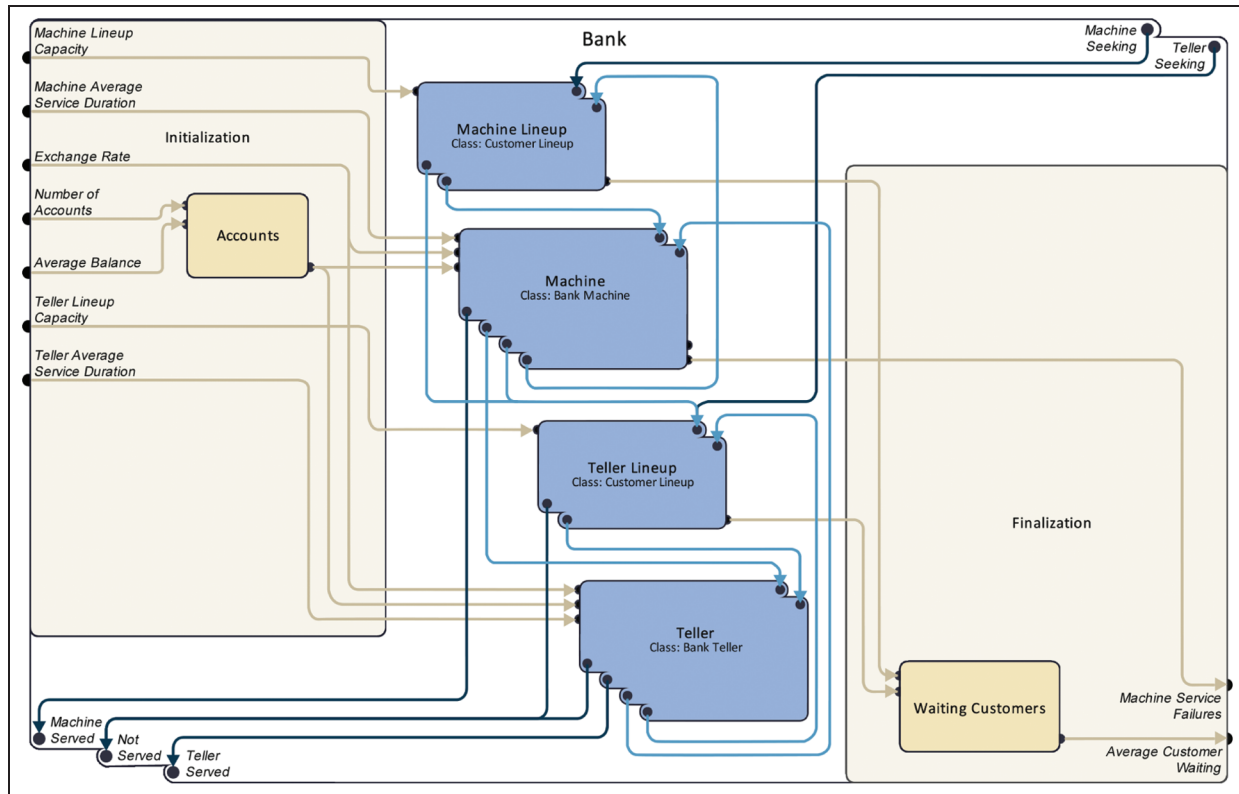 Bank
Machine
Seeking
Teller
Seeking
Machine Lineup
Capacity
Machine Average
Service Duration
Initialization
Exchange Rate
Number of
Accounts
Accounts
Average Balance
Teller Lineup
Capacity
Teller Average
Service Duration
Machine Lineup
Class: Customer Lineup
Machine
Class: Bank Machine
Teller Lineup
Class: Customer Lineup
Teller
Class: Bank Teller
Finalization
Waiting Customers
Machine Service
Failures
Average Customer
Waiting
Machine
Served
Not
Served
Teller
Served